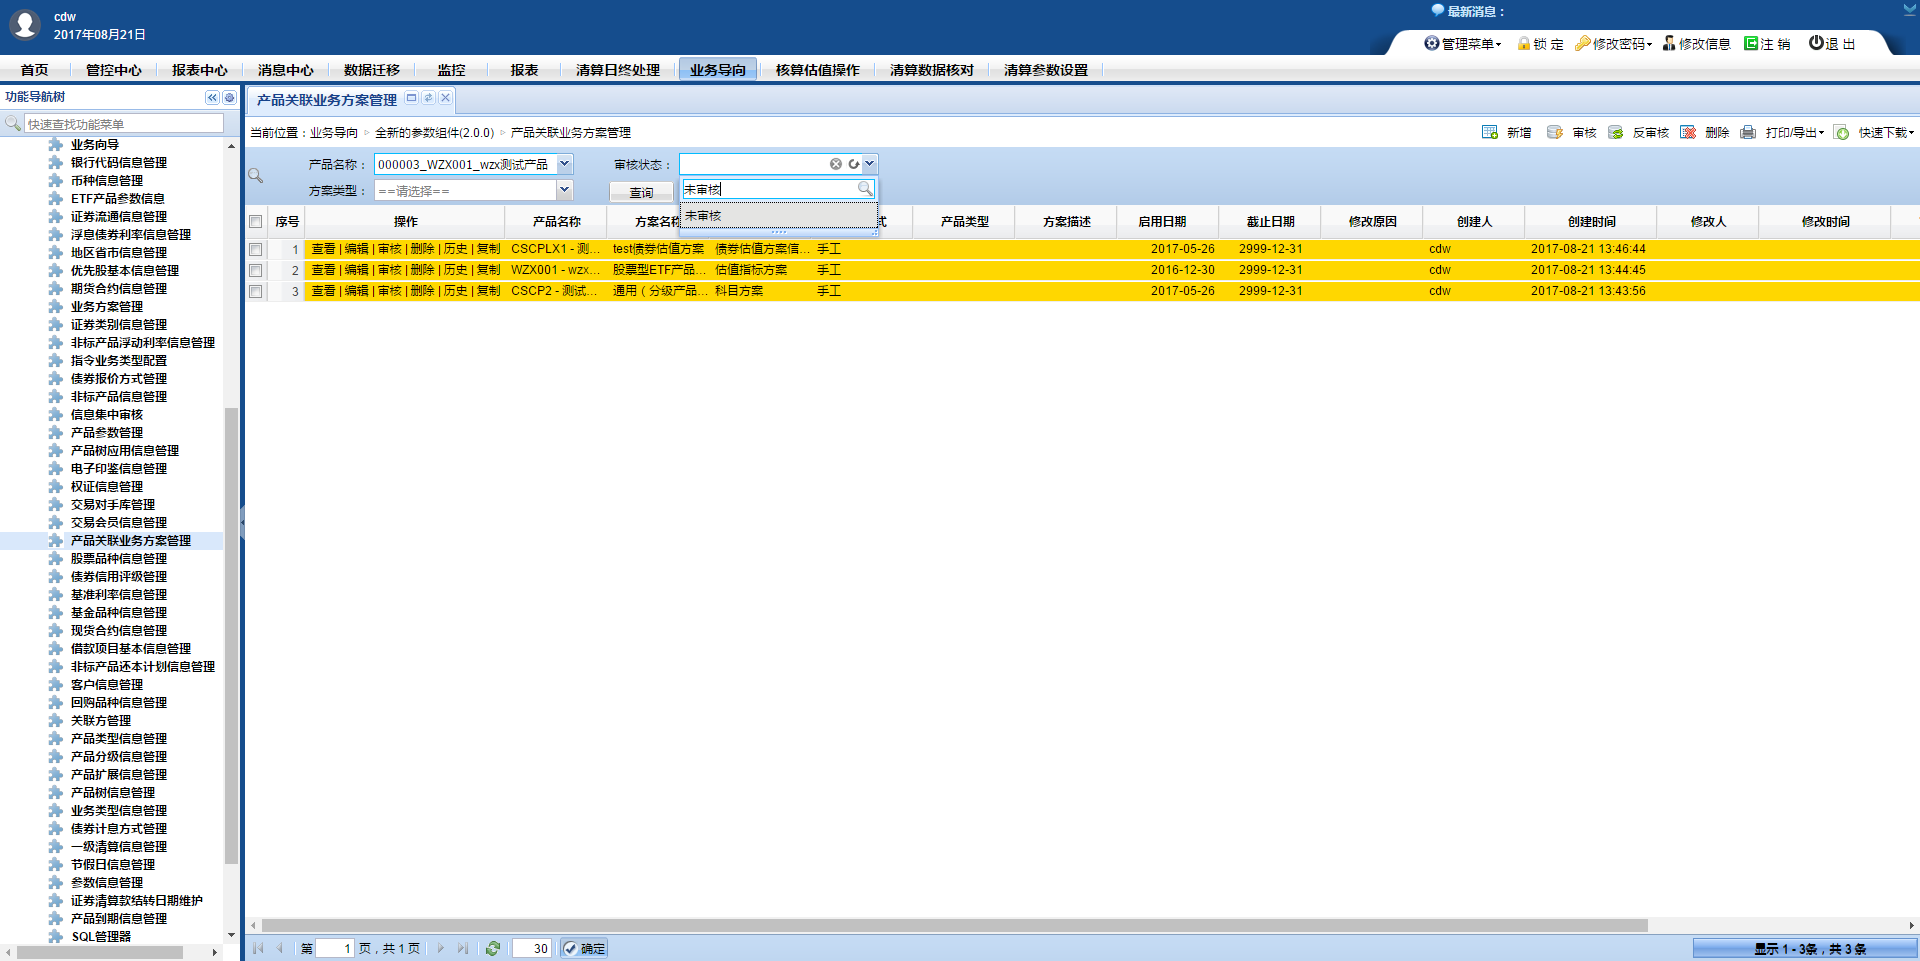 cdw
2017年08月21日
最新消息：
管理菜单 锁 定 修改密码 修改信息 注 销 退 出
首页 管控中心 报表中心 消息中心 数据迁移 监控 报表 清算日终处理 业务导向 核算估值操作 清算数据核对 清算参数设置
功能导航树
快速查找功能菜单
业务向导
银行代码信息管理
币种信息管理
ETF产品参数信息
证券流通信息管理
浮息债券利率信息管理
地区省市信息管理
优先股基本信息管理
期货合约信息管理
业务方案管理
证券类别信息管理
非标产品浮动利率信息管理
指令业务类型配置
债券报价方式管理
非标产品信息管理
信息集中审核
产品参数管理
产品树应用信息管理
电子印鉴信息管理
权证信息管理
交易对手库管理
交易会员信息管理
产品关联业务方案管理
股票品种信息管理
债券信用评级管理
基准利率信息管理
基金品种信息管理
现货合约信息管理
借款项目基本信息管理
非标产品还本计划信息管理
客户信息管理
回购品种信息管理
关联方管理
产品类型信息管理
产品分级信息管理
产品扩展信息管理
产品树信息管理
业务类型信息管理
债券计息方式管理
一级清算信息管理
节假日信息管理
参数信息管理
证券清算款结转日期维护
产品到期信息管理
SQL管理器
产品关联业务方案管理
当前位置：业务导向 全新的参数组件(2.0.0) 产品关联业务方案管理
新增 审核 反审核 删除 打印/导出 快速下载
产品名称： 000003_WZX001_wzx测试产品 审核状态：
方案类型： ==请选择== 查询 未审核
未审核
序号 操作 产品名称 方案名称 式 产品类型 方案描述 启用日期 截止日期 修改原因 创建人 创建时间 修改人 修改时间
1 查看 | 编辑 | 审核 | 删除 | 历史 | 复制 CSCPLX1 - 测... test债券估值方案 债券估值方案信... 手工 2017-05-26 2999-12-31 cdw 2017-08-21 13:46:44
2 查看 | 编辑 | 审核 | 删除 | 历史 | 复制 WZX001 - wzx... 股票型ETF产品... 估值指标方案 手工 2016-12-30 2999-12-31 cdw 2017-08-21 13:44:45
3 查看 | 编辑 | 审核 | 删除 | 历史 | 复制 CSCP2 - 测试... 通用（分级产品... 科目方案 手工 2017-05-26 2999-12-31 cdw 2017-08-21 13:43:56
第 1 页，共 1 页 30 确定
显示 1 - 3条，共 3 条